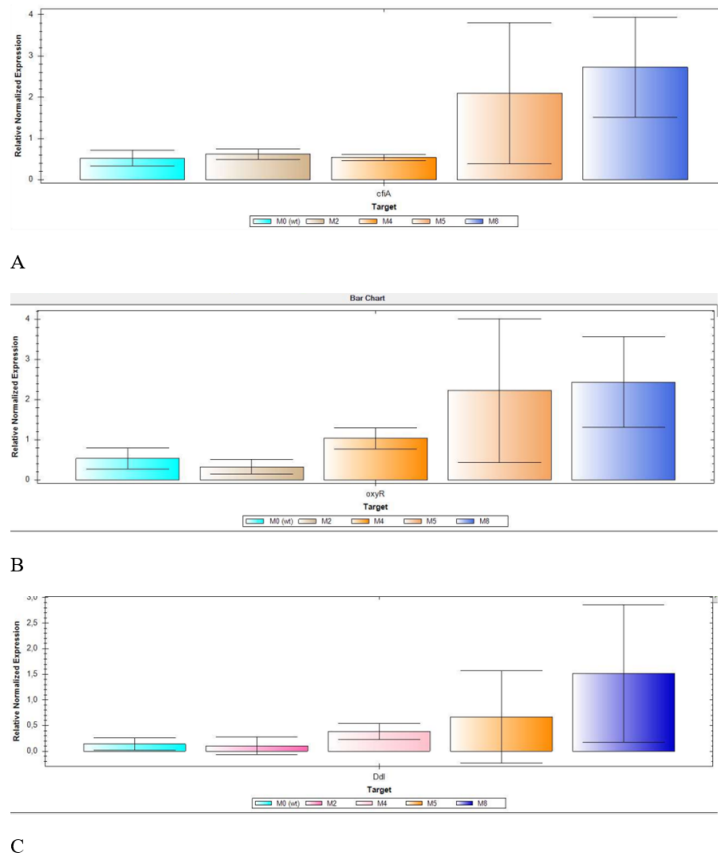 4
3
2
1
0
Relative Normalized Expression
cfiA
Target
M0 (wt) M2 M4 M5 M8
A
Bar Chart
4
3
2
1
0
Relative Normalized Expression
oxyR
Target
M0 (wt) M2 M4 M5 M8
B
3,0
2,5
2,0
1,5
1,0
0,5
0,0
Relative Normalized Expression
Ddl
Target
M0 (wt) M2 M4 M5 M8
C